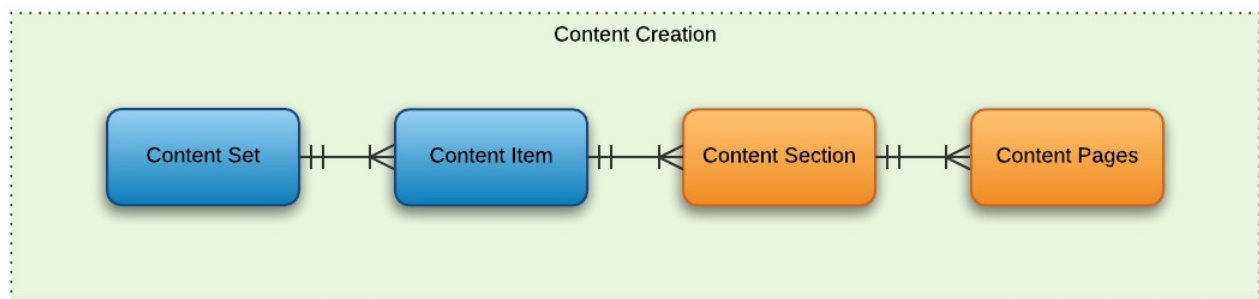 Content Creation
Content Set
Content Item
Content Section
Content Pages